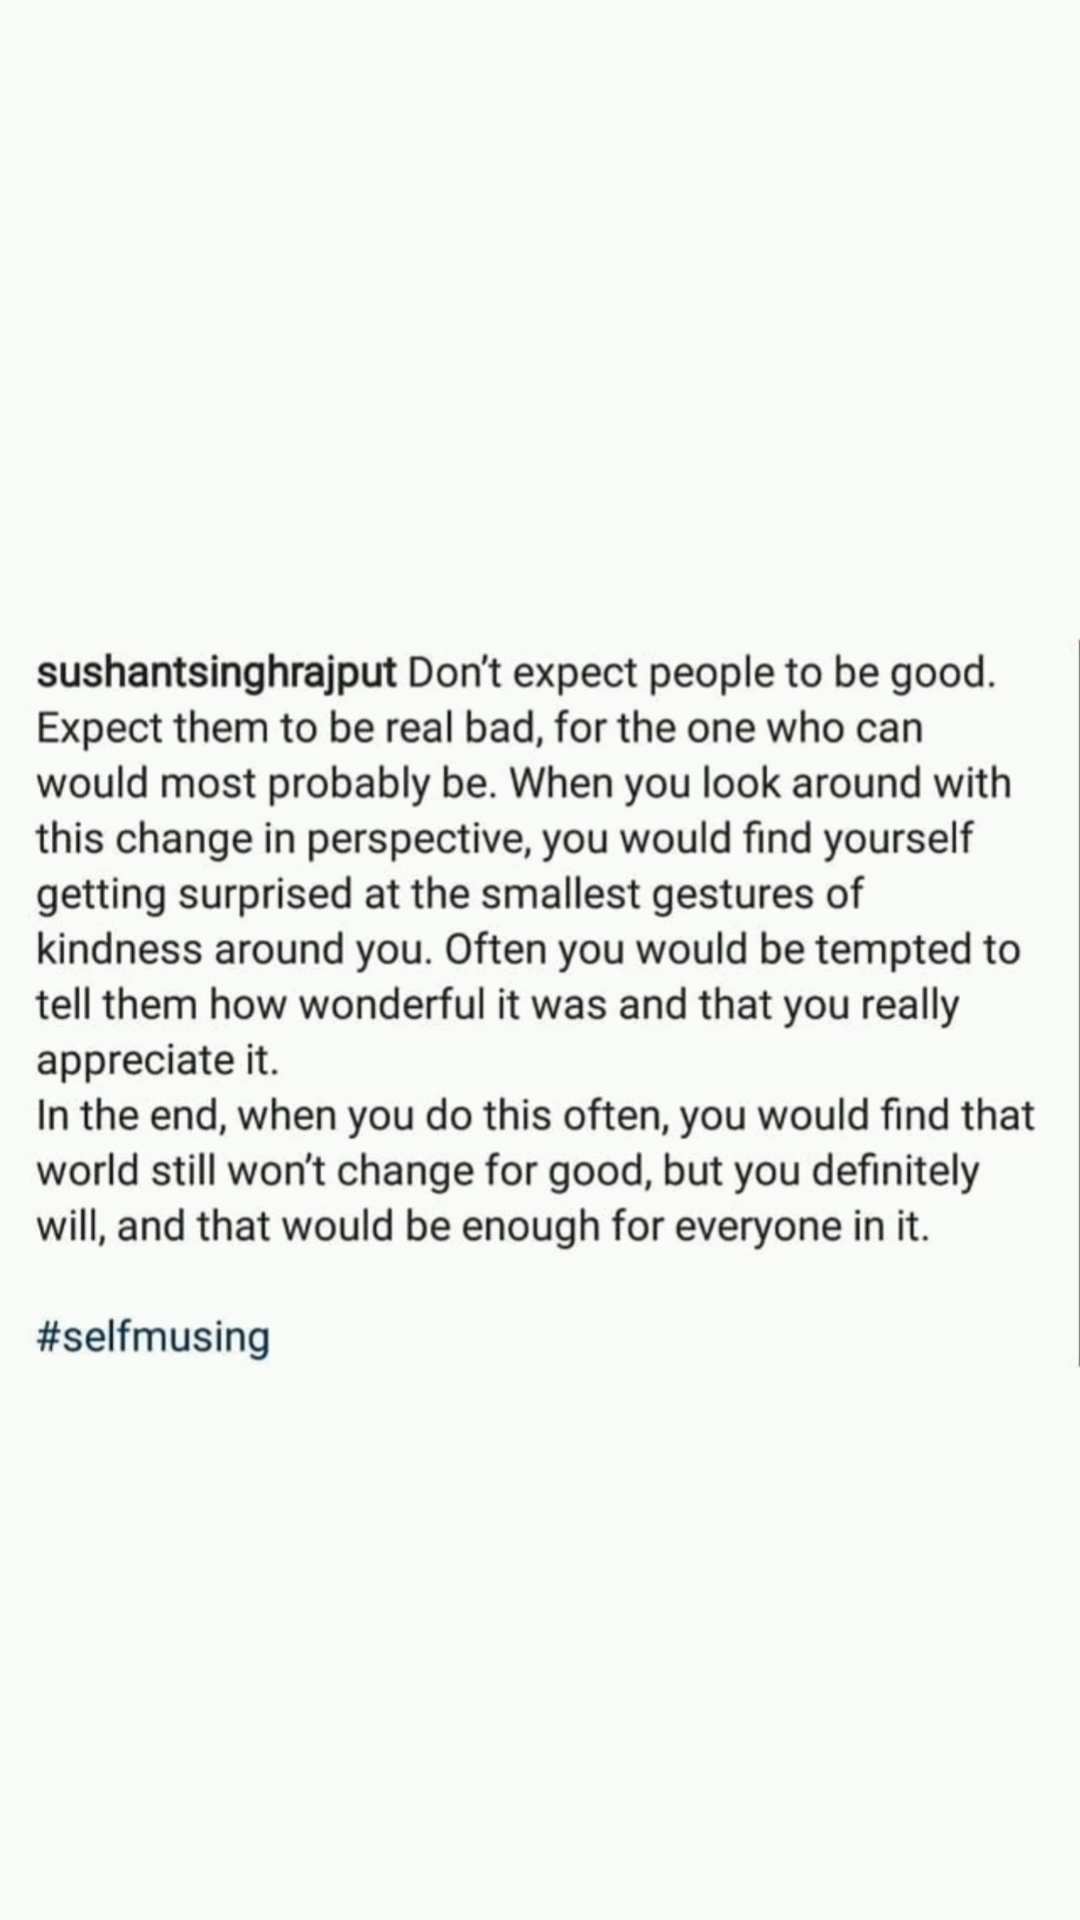 sushantsinghrajput Don’t expect people to be good.
Expect them to be real bad, for the one who can
would most probably be. When you look around with
this change in perspective, you would find yourself
getting surprised at the smallest gestures of
kindness around you. Often you would be tempted to
tell them how wonderful it was and that you really
appreciate it.
In the end, when you do this often, you would find that
world still won’t change for good, but you definitely
will, and that would be enough for everyone in it.
#selfmusing